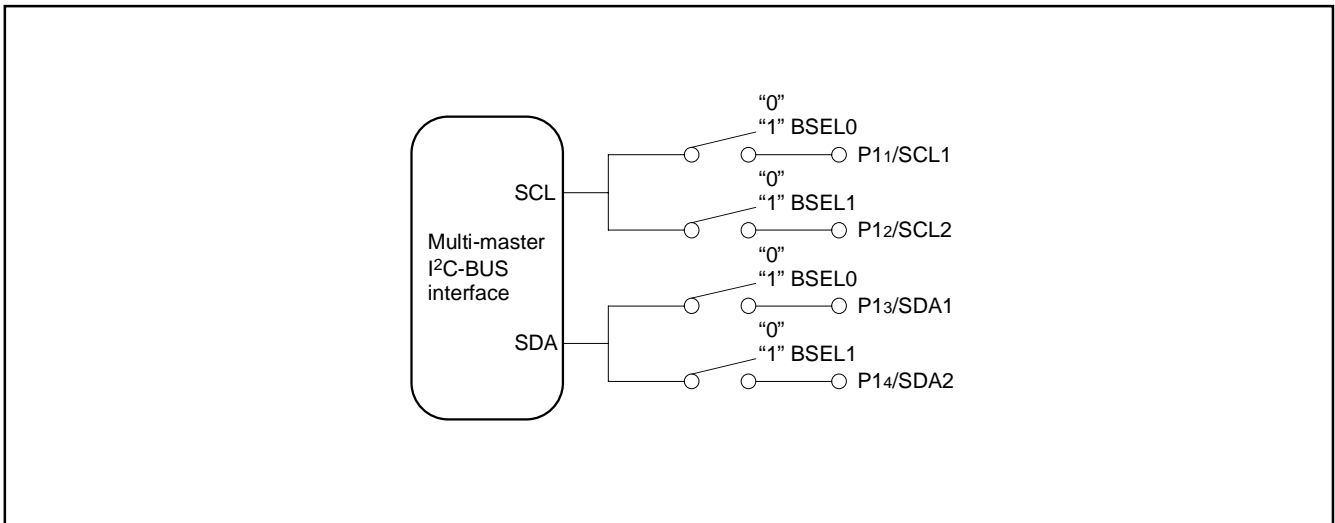 “0”
“1” BSEL0
P11/SCL1
“0”
SCL
“1” BSEL1
P12/SCL2
Multi-master
I2C-BUS
interface
“0”
“1” BSEL0
P13/SDA1
“0”
SDA
“1” BSEL1
P14/SDA2